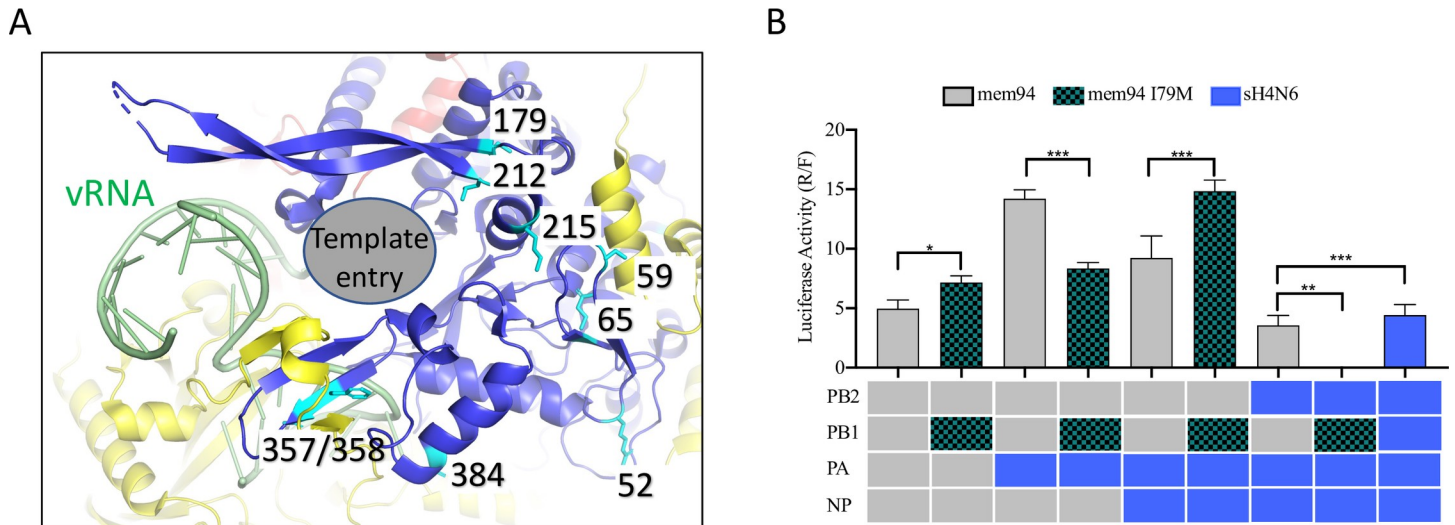 A
B
179
212
vRNA
Template
entry
215
59
65
357/358
384
52
mem94
mem94 I79M
sH4N6
Luciferase Activity (R/F)
20
15
10
5
0
*
***
***
***
**
PB2
PB1
PA
NP